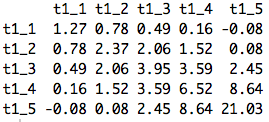 t1_1 t1_2 t1_3 t1_4 t1_5
t1_1 1.27 0.78 0.49 0.16 -0.08
t1_2 0.78 2.37 2.06 1.52 0.08
t1_3 0.49 2.06 3.95 3.59 2.45
t1_4 0.16 1.52 3.59 6.52 8.64
t1_5 -0.08 0.08 2.45 8.64 21.03